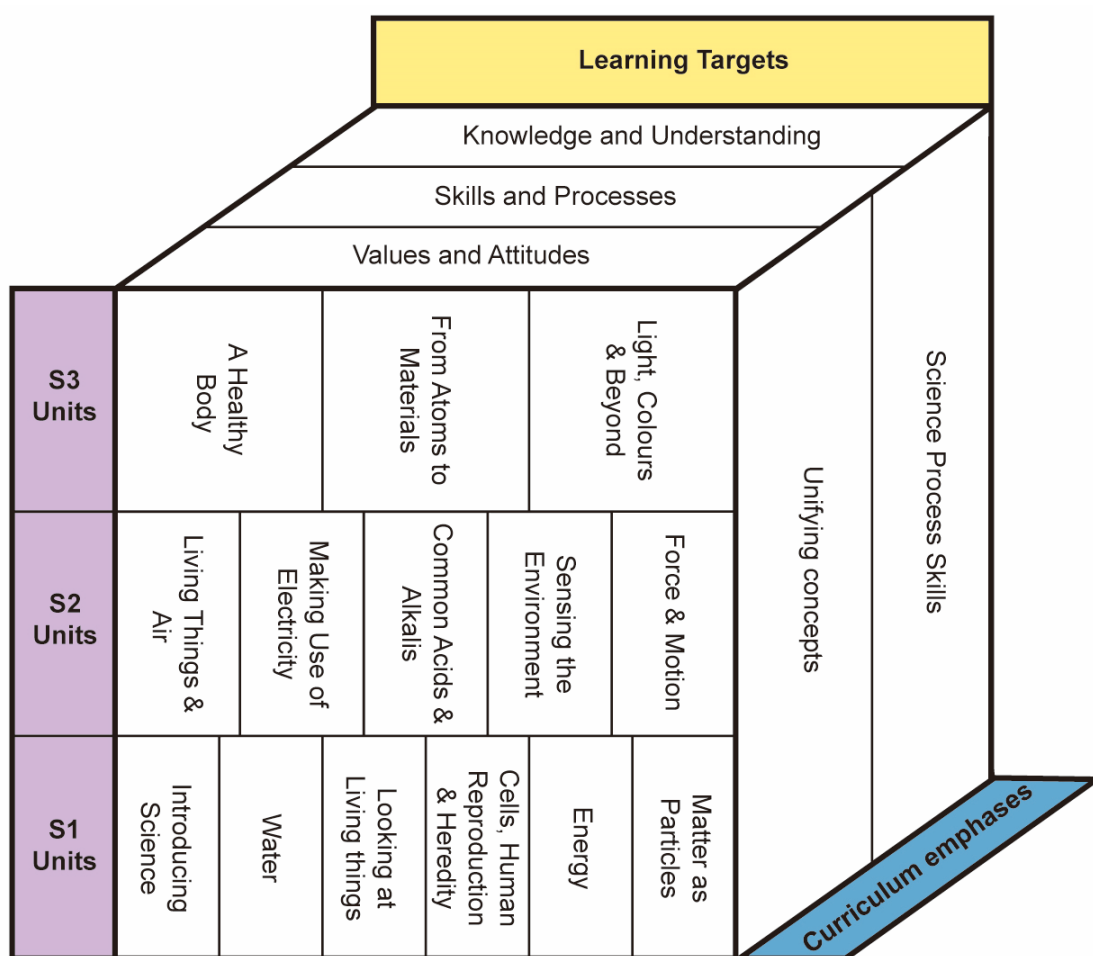 Learning Targets
Knowledge and Understanding
Skills and Processes
Values and Attitudes
S3
Units
A Healthy
Body
From Atoms to
Materials
Light, Colours
& Beyond
Unifying concepts
Science Process Skills
S2
Units
Living Things &
Air
Making Use of
Electricity
Common Acids &
Alkalis
Sensing the
Environment
Force & Motion
S1
Units
Introducing
Science
Water
Looking at
Living things
Cells, Human
Reproduction
& Heredity
Energy
Matter as
Particles
Curriculum emphases